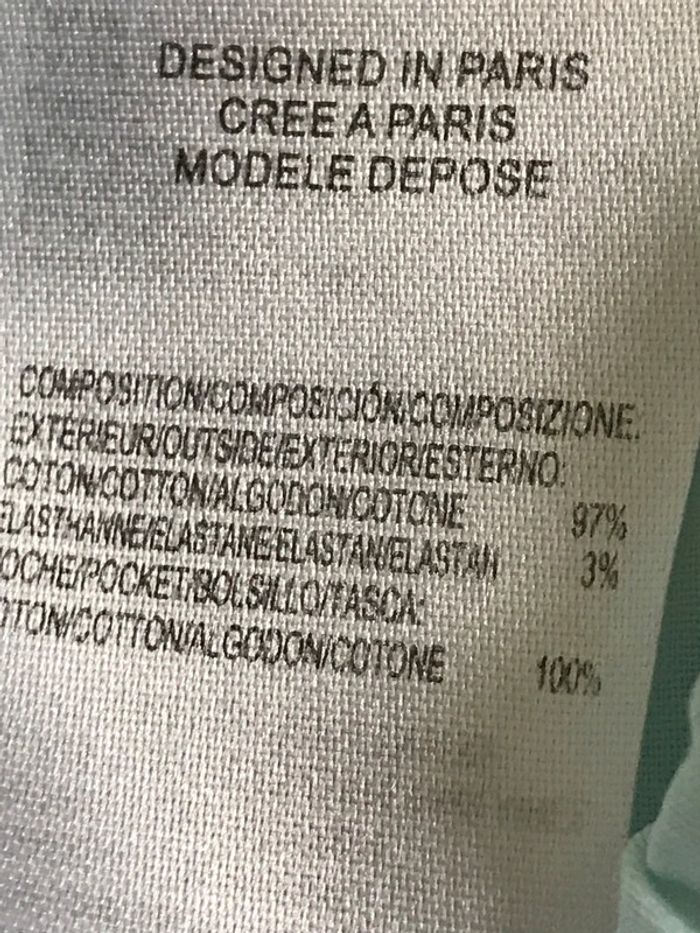 DESIGNED IN PARIS
CREE A PARIS
MODELE DEPOSE
COMPOSITION/COMPOSICIÓN/COMPOSIZIONE.
EXTERIEUR/OUTSIDE/EXTERIOR/ESTERNO:
COTON/COTTON/ALGODON/COTONE 97%
ELASTHANNE/ELASTANE/ELASTAN/ELASTAN 3%
OCHE/POCKET/BOLSILLO/TASCA:
OTON/COTTON/ALGODON/COTONE 100%